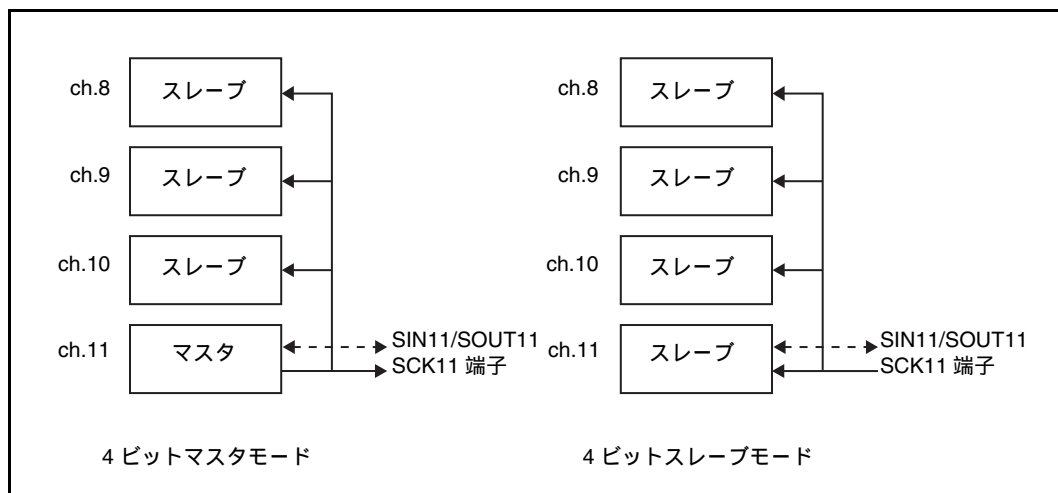 ch.8
スレーブ
ch.9
スレーブ
ch.10
スレーブ
ch.11
マスタ
SIN11/SOUT11
SCK11 端子
4 ビットマスタモード
ch.8
スレーブ
ch.9
スレーブ
ch.10
スレーブ
ch.11
スレーブ
SIN11/SOUT11
SCK11 端子
4 ビットスレーブモード